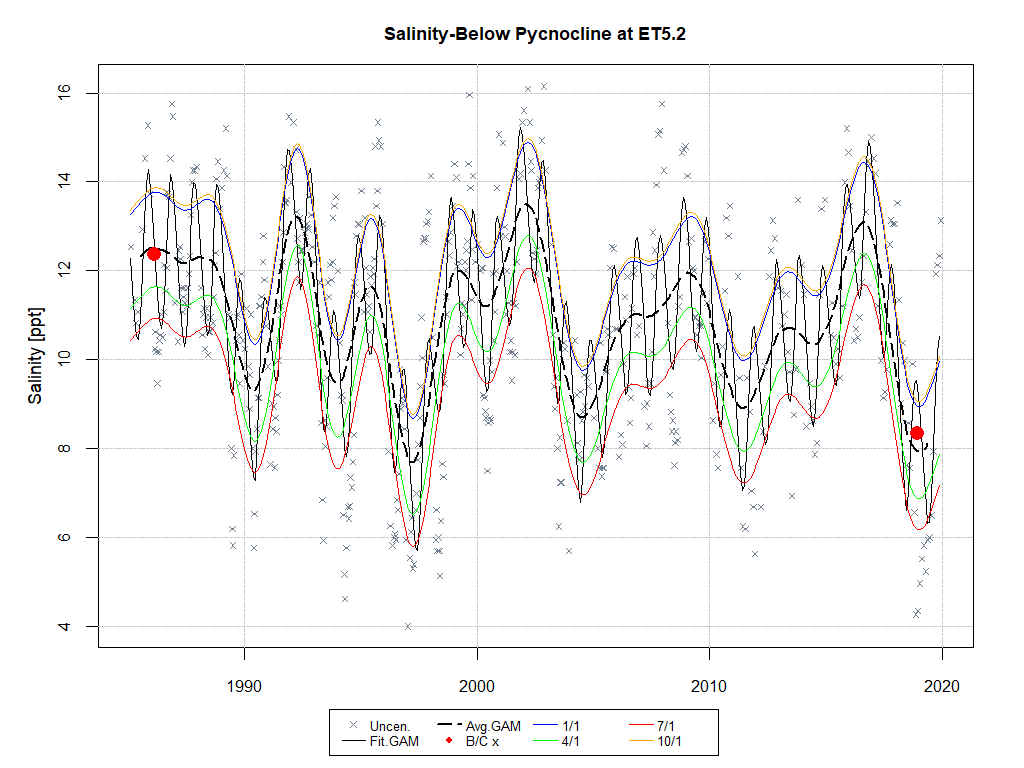 Salinity-Below Pycnocline at ET5.2
16
14
12
10
8
6
4
Salinity [ppt]
1990 2000 2010 2020
Uncen. Avg.GAM 1/1 7/1
Fit.GAM B/C x 4/1 10/1